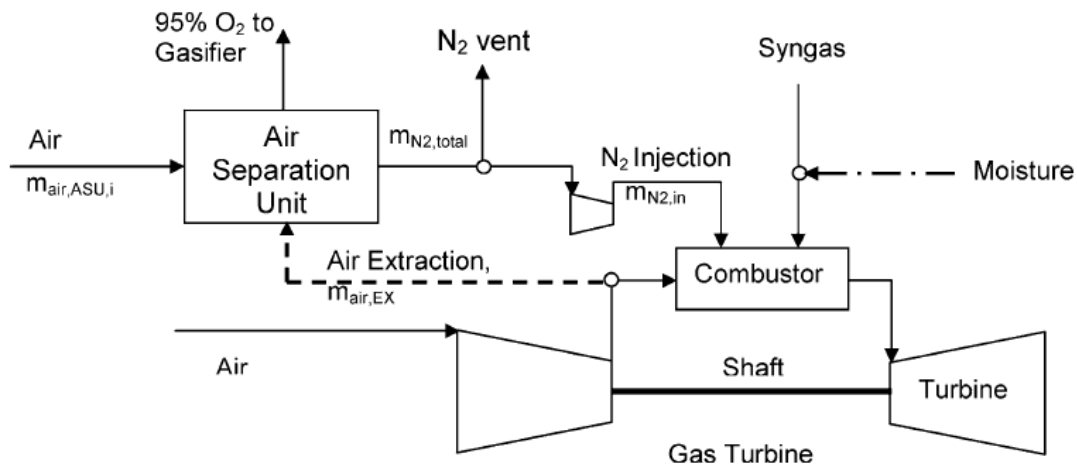 95% O₂ to
Gasifier
N₂ vent
Syngas
Air
m_air,ASU,i
Air
Separation
Unit
m_N2,total
N₂ Injection
m_N2,in
Moisture
Air Extraction,
m_air,EX
Combustor
Air
Shaft
Turbine
Gas Turbine